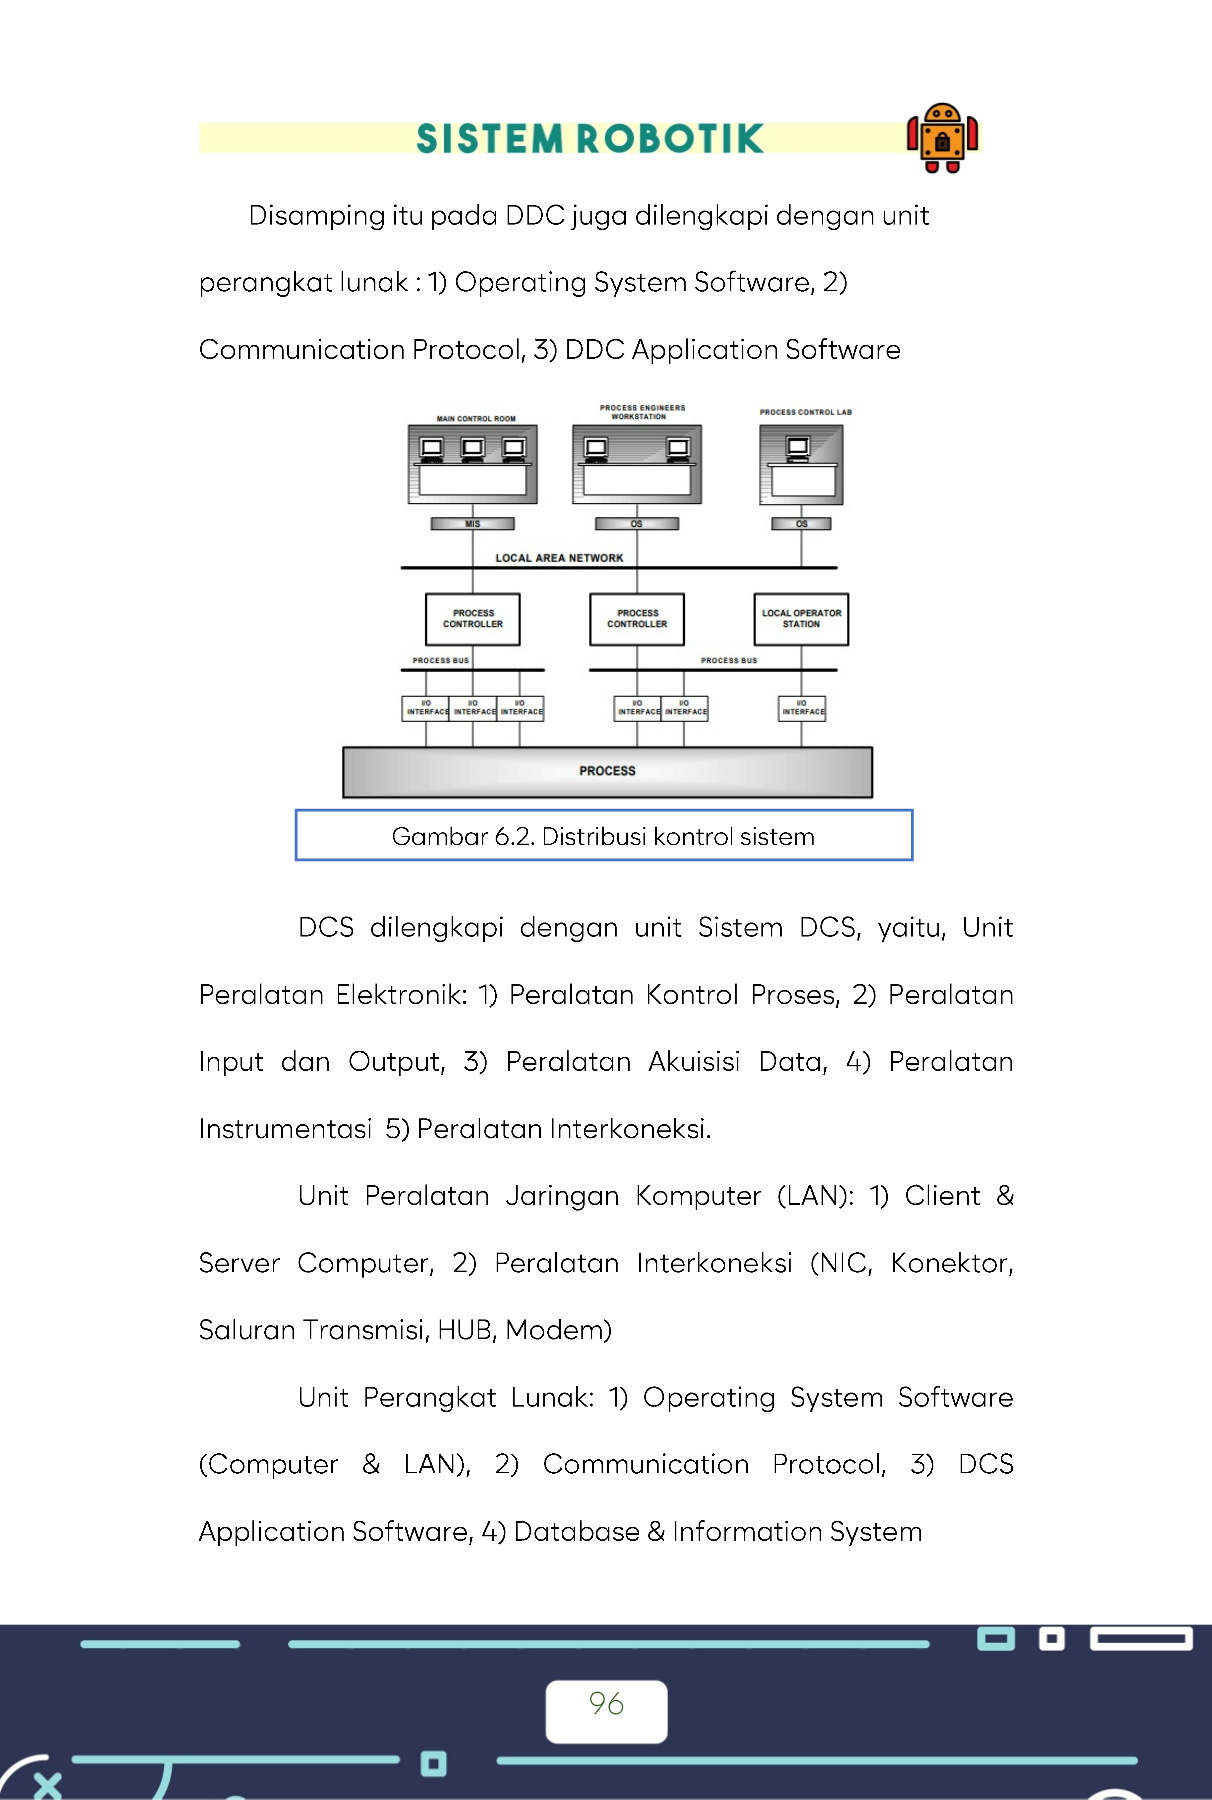 SISTEM ROBOTIK
Disamping itu pada DDC juga dilengkapi dengan unit
perangkat lunak : 1) Operating System Software, 2)
Communication Protocol, 3) DDC Application Software
MAIN CONTROL ROOM
PROCESS ENGINEERS
WORKSTATION
PROCESS CONTROL LAB
MIS
OS
OS
LOCAL AREA NETWORK
PROCESS
CONTROLLER
PROCESS
CONTROLLER
LOCAL OPERATOR
STATION
PROCESS BUS
PROCESS BUS
I/O
INTERFACE
I/O
INTERFACE
I/O
INTERFACE
I/O
INTERFACE
I/O
INTERFACE
I/O
INTERFACE
PROCESS
Gambar 6.2. Distribusi kontrol sistem
DCS dilengkapi dengan unit Sistem DCS, yaitu, Unit
Peralatan Elektronik: 1) Peralatan Kontrol Proses, 2) Peralatan
Input dan Output, 3) Peralatan Akuisisi Data, 4) Peralatan
Instrumentasi 5) Peralatan Interkoneksi.
Unit Peralatan Jaringan Komputer (LAN): 1) Client &
Server Computer, 2) Peralatan Interkoneksi (NIC, Konektor,
Saluran Transmisi, HUB, Modem)
Unit Perangkat Lunak: 1) Operating System Software
(Computer & LAN), 2) Communication Protocol, 3) DCS
Application Software, 4) Database & Information System
96